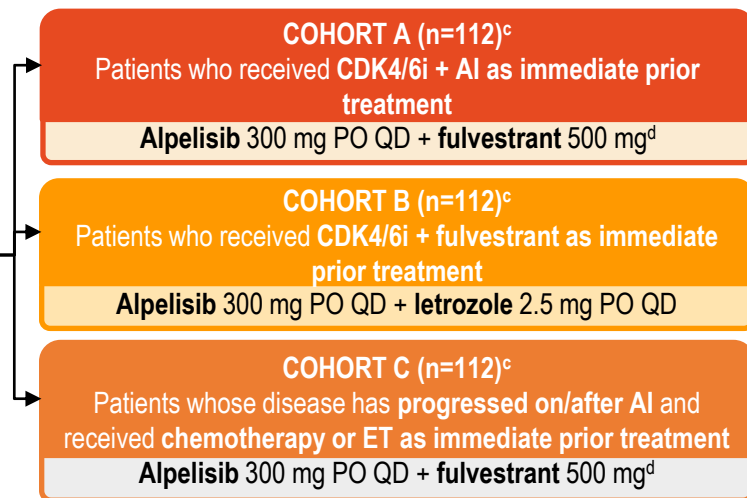 COHORT A (n=112)ᶜ
Patients who received CDK4/6i + AI as immediate prior
treatment
Alpelisib 300 mg PO QD + fulvestrant 500 mgᵈ
COHORT B (n=112)ᶜ
Patients who received CDK4/6i + fulvestrant as immediate
prior treatment
Alpelisib 300 mg PO QD + letrozole 2.5 mg PO QD
COHORT C (n=112)ᶜ
Patients whose disease has progressed on/after AI and
received chemotherapy or ET as immediate prior treatment
Alpelisib 300 mg PO QD + fulvestrant 500 mgᵈ